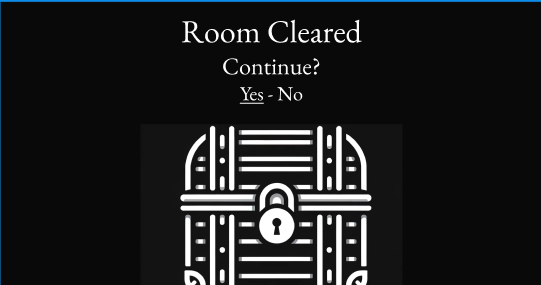 Room Cleared
Continue?
Yes - No